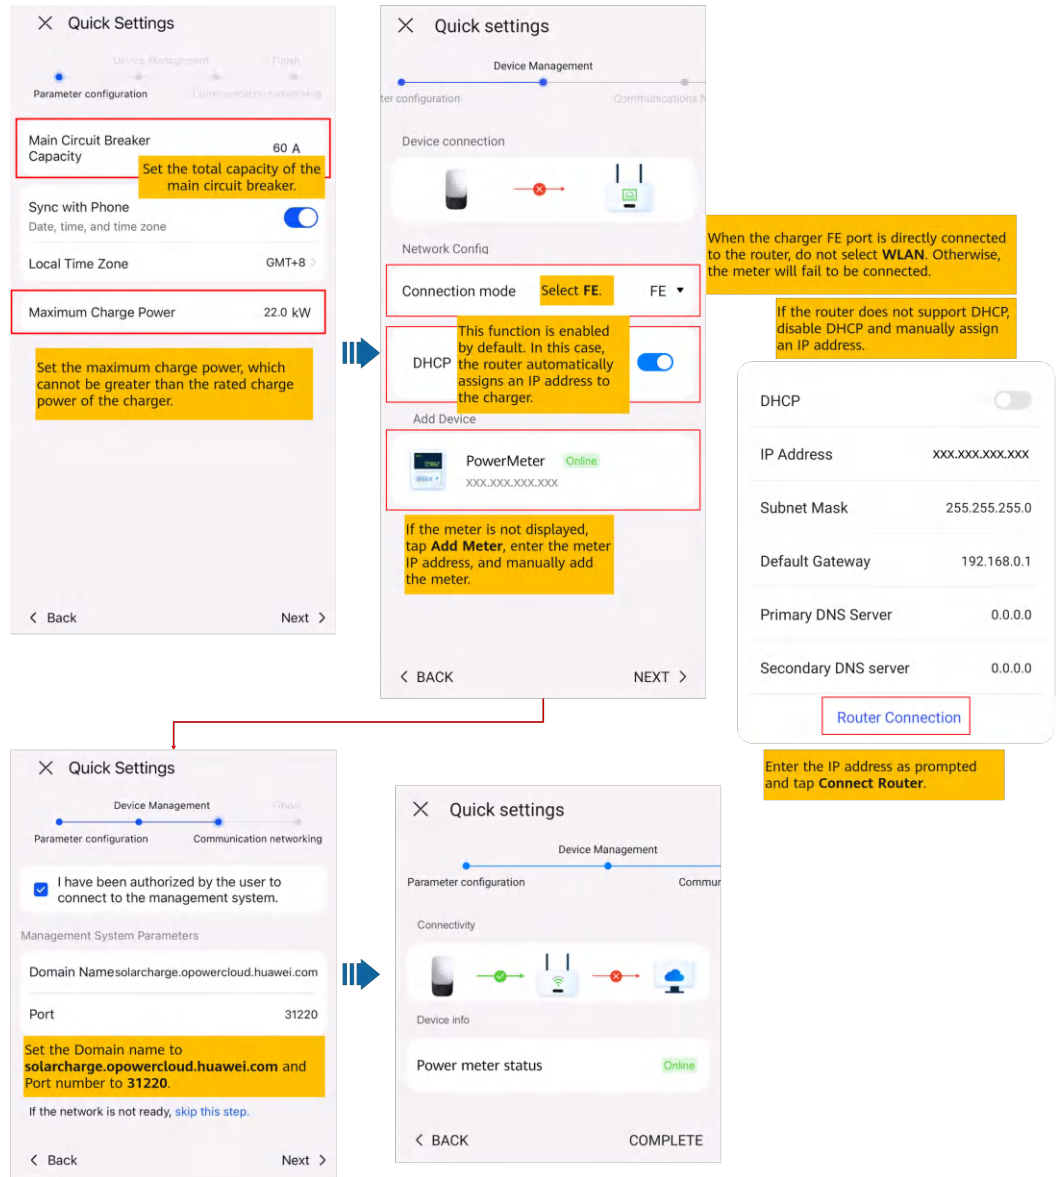 Quick Settings
Device Management
Finish
Parameter configuration
Communication networking
Main Circuit Breaker
Capacity
60 A
Set the total capacity of the
main circuit breaker.
Sync with Phone
Date, time, and time zone
Local Time Zone
GMT+8
Maximum Charge Power
22.0 kW
Set the maximum charge power, which
cannot be greater than the rated charge
power of the charger.
Back
Next
Quick settings
Device Management
ter configuration
Communications N
Device connection
Network Config
Connection mode
Select FE.
FE
DHCP
This function is enabled
by default. In this case,
the router automatically
assigns an IP address to
the charger.
Add Device
PowerMeter
Online
XXX.XXX.XXX.XXX
If the meter is not displayed,
tap Add Meter, enter the meter
IP address, and manually add
the meter.
BACK
NEXT
When the charger FE port is directly connected
to the router, do not select WLAN. Otherwise,
the meter will fail to be connected.
If the router does not support DHCP,
disable DHCP and manually assign
an IP address.
DHCP
IP Address
XXX.XXX.XXX.XXX
Subnet Mask
255.255.255.0
Default Gateway
192.168.0.1
Primary DNS Server
0.0.0.0
Secondary DNS server
0.0.0.0
Router Connection
Enter the IP address as prompted
and tap Connect Router.
Quick Settings
Device Management
Finish
Parameter configuration
Communication networking
I have been authorized by the user to
connect to the management system.
Management System Parameters
Domain Name
solarcharge.opowercloud.huawei.com
Port
31220
Set the Domain name to
solarcharge.opowercloud.huawei.com and
Port number to 31220.
If the network is not ready, skip this step.
Back
Next
Quick settings
Device Management
Parameter configuration
Commur
Connectivity
Device info
Power meter status
Online
BACK
COMPLETE